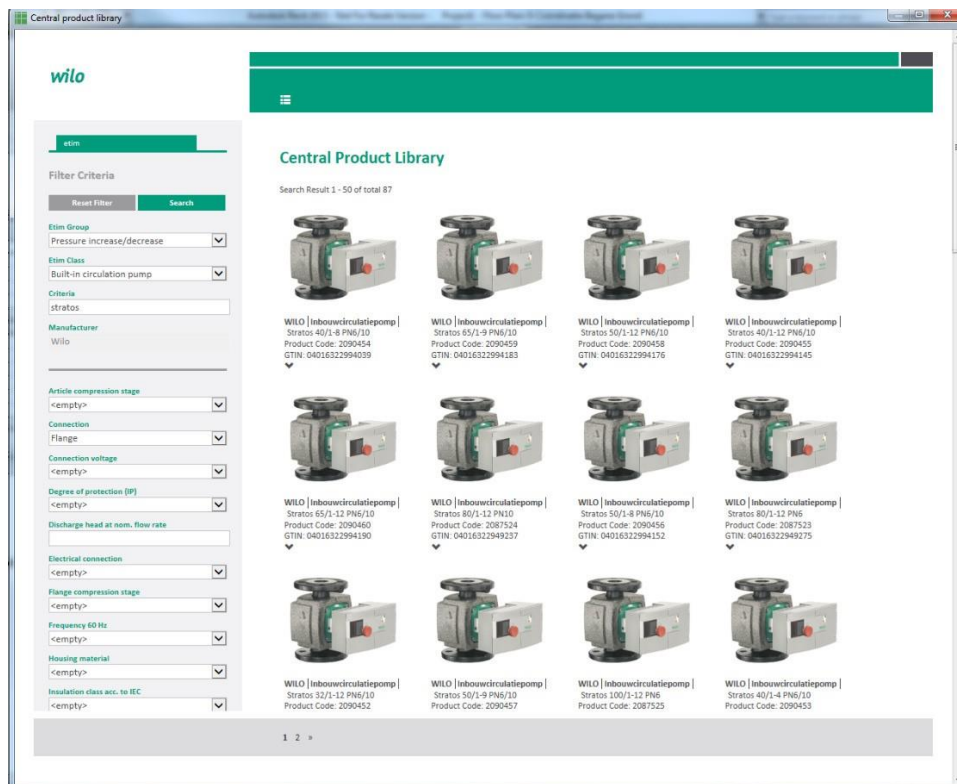 Central product library
wilo
etim
Filter Criteria
Reset Filter
Search
Etim Group
Pressure increase/decrease
Etim Class
Built-in circulation pump
Criteria
stratos
Manufacturer
Wilo
Article compression stage
<empty>
Connection
Flange
Connection voltage
<empty>
Degree of protection (IP)
<empty>
Discharge head at nom. flow rate
Electrical connection
<empty>
Flange compression stage
<empty>
Frequency 60 Hz
<empty>
Housing material
<empty>
Insulation class acc. to IEC
<empty>
Central Product Library
Search Result 1 - 50 of total 87
WILO | Inbouwcirculatiepomp |
Stratos 40/1-8 PN6/10
Product Code: 2090454
GTIN: 04016322994039
WILO | Inbouwcirculatiepomp |
Stratos 65/1-9 PN6/10
Product Code: 2090459
GTIN: 04016322994183
WILO | Inbouwcirculatiepomp |
Stratos 50/1-12 PN6/10
Product Code: 2090458
GTIN: 04016322994176
WILO | Inbouwcirculatiepomp |
Stratos 40/1-12 PN6/10
Product Code: 2090455
GTIN: 04016322994145
WILO | Inbouwcirculatiepomp |
Stratos 65/1-12 PN6/10
Product Code: 2090460
GTIN: 04016322994190
WILO | Inbouwcirculatiepomp |
Stratos 80/1-12 PN10
Product Code: 2087524
GTIN: 04016322949237
WILO | Inbouwcirculatiepomp |
Stratos 50/1-8 PN6/10
Product Code: 2090456
GTIN: 04016322994152
WILO | Inbouwcirculatiepomp |
Stratos 80/1-12 PN6
Product Code: 2087523
GTIN: 04016322949275
WILO | Inbouwcirculatiepomp |
Stratos 32/1-12 PN6/10
Product Code: 2090452
WILO | Inbouwcirculatiepomp |
Stratos 50/1-9 PN6/10
Product Code: 2090457
WILO | Inbouwcirculatiepomp |
Stratos 100/1-12 PN6
Product Code: 2087525
WILO | Inbouwcirculatiepomp |
Stratos 40/1-4 PN6/10
Product Code: 2090453
1 2 »